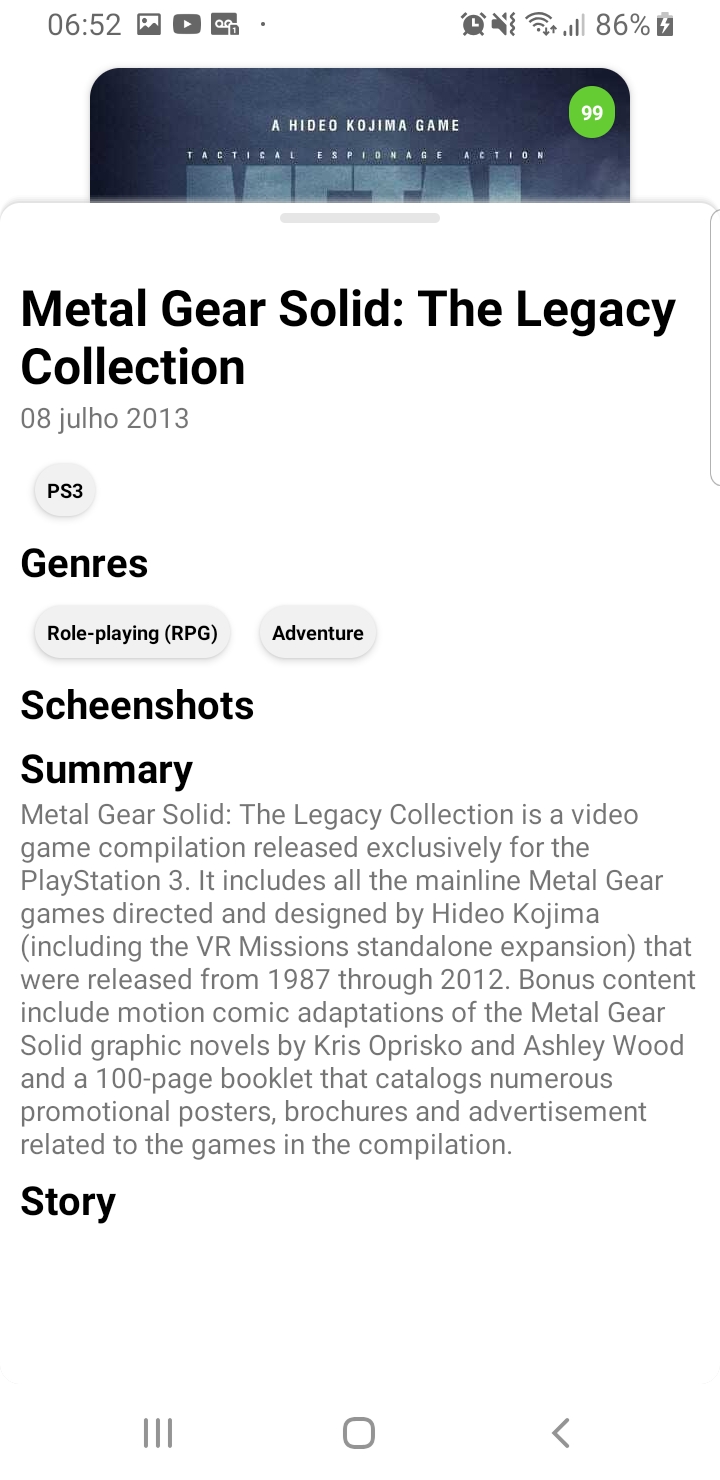 06:52
86%
A HIDEO KOJIMA GAME
99
TACTICAL ESPIONAGE ACTION
METAL
Metal Gear Solid: The Legacy
Collection
08 julho 2013
PS3
Genres
Role-playing (RPG) Adventure
Scheenshots
Summary
Metal Gear Solid: The Legacy Collection is a video
game compilation released exclusively for the
PlayStation 3. It includes all the mainline Metal Gear
games directed and designed by Hideo Kojima
(including the VR Missions standalone expansion) that
were released from 1987 through 2012. Bonus content
include motion comic adaptations of the Metal Gear
Solid graphic novels by Kris Oprisko and Ashley Wood
and a 100-page booklet that catalogs numerous
promotional posters, brochures and advertisement
related to the games in the compilation.
Story